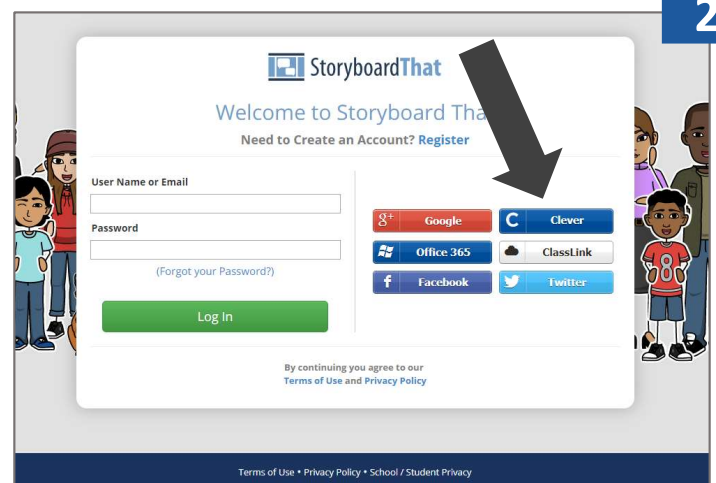 2
StoryboardThat
Welcome to Storyboard Tha
Need to Create an Account? Register
User Name or Email
Password
(Forgot your Password?)
Log In
g+ Google
C Clever
Office 365
ClassLink
f Facebook
Twitter
By continuing you agree to our
Terms of Use and Privacy Policy
8
Terms of Use • Privacy Policy • School / Student Privacy